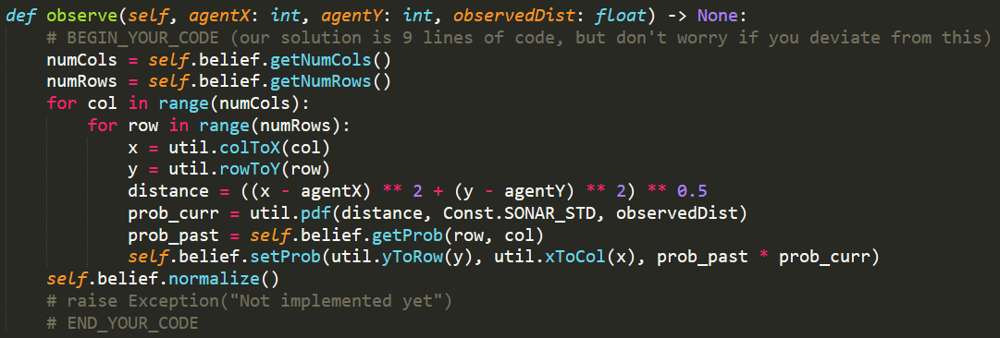 def observe(self, agentX: int, agentY: int, observedDist: float) -> None:
    # BEGIN_YOUR_CODE (our solution is 9 lines of code, but don't worry if you deviate from this)
    numCols = self.belief.getNumCols()
    numRows = self.belief.getNumRows()
    for col in range(numCols):
        for row in range(numRows):
            x = util.colToX(col)
            y = util.rowToY(row)
            distance = ((x - agentX) ** 2 + (y - agentY) ** 2) ** 0.5
            prob_curr = util.pdf(distance, Const.SONAR_STD, observedDist)
            prob_past = self.belief.getProb(row, col)
            self.belief.setProb(util.yToRow(y), util.xToCol(x), prob_past * prob_curr)
    self.belief.normalize()
    # raise Exception("Not implemented yet")
    # END_YOUR_CODE